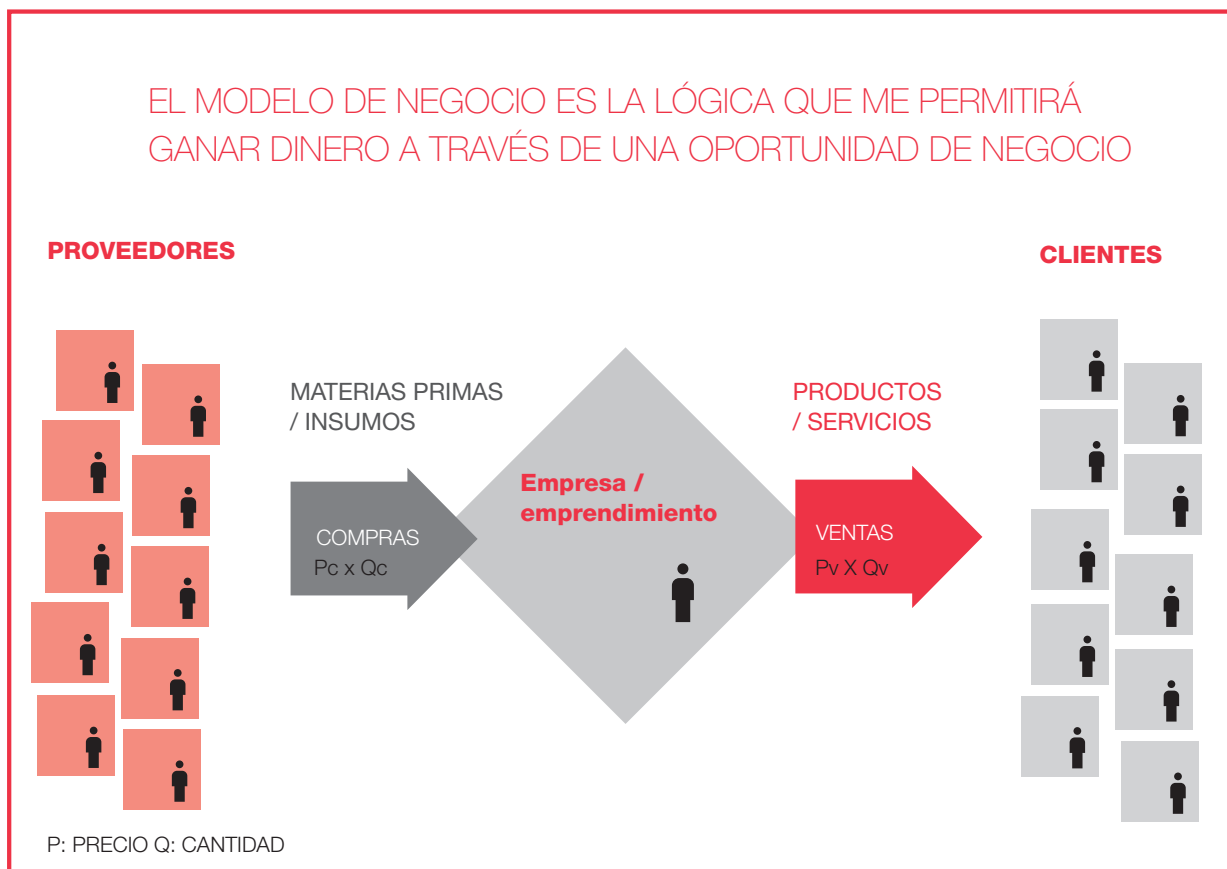 EL MODELO DE NEGOCIO ES LA LÓGICA QUE ME PERMITIRÁ
GANAR DINERO A TRAVÉS DE UNA OPORTUNIDAD DE NEGOCIO
PROVEEDORES
CLIENTES
MATERIAS PRIMAS
/ INSUMOS
PRODUCTOS
/ SERVICIOS
Empresa /
emprendimiento
COMPRAS
Pc x Qc
VENTAS
Pv X Qv
P: PRECIO Q: CANTIDAD